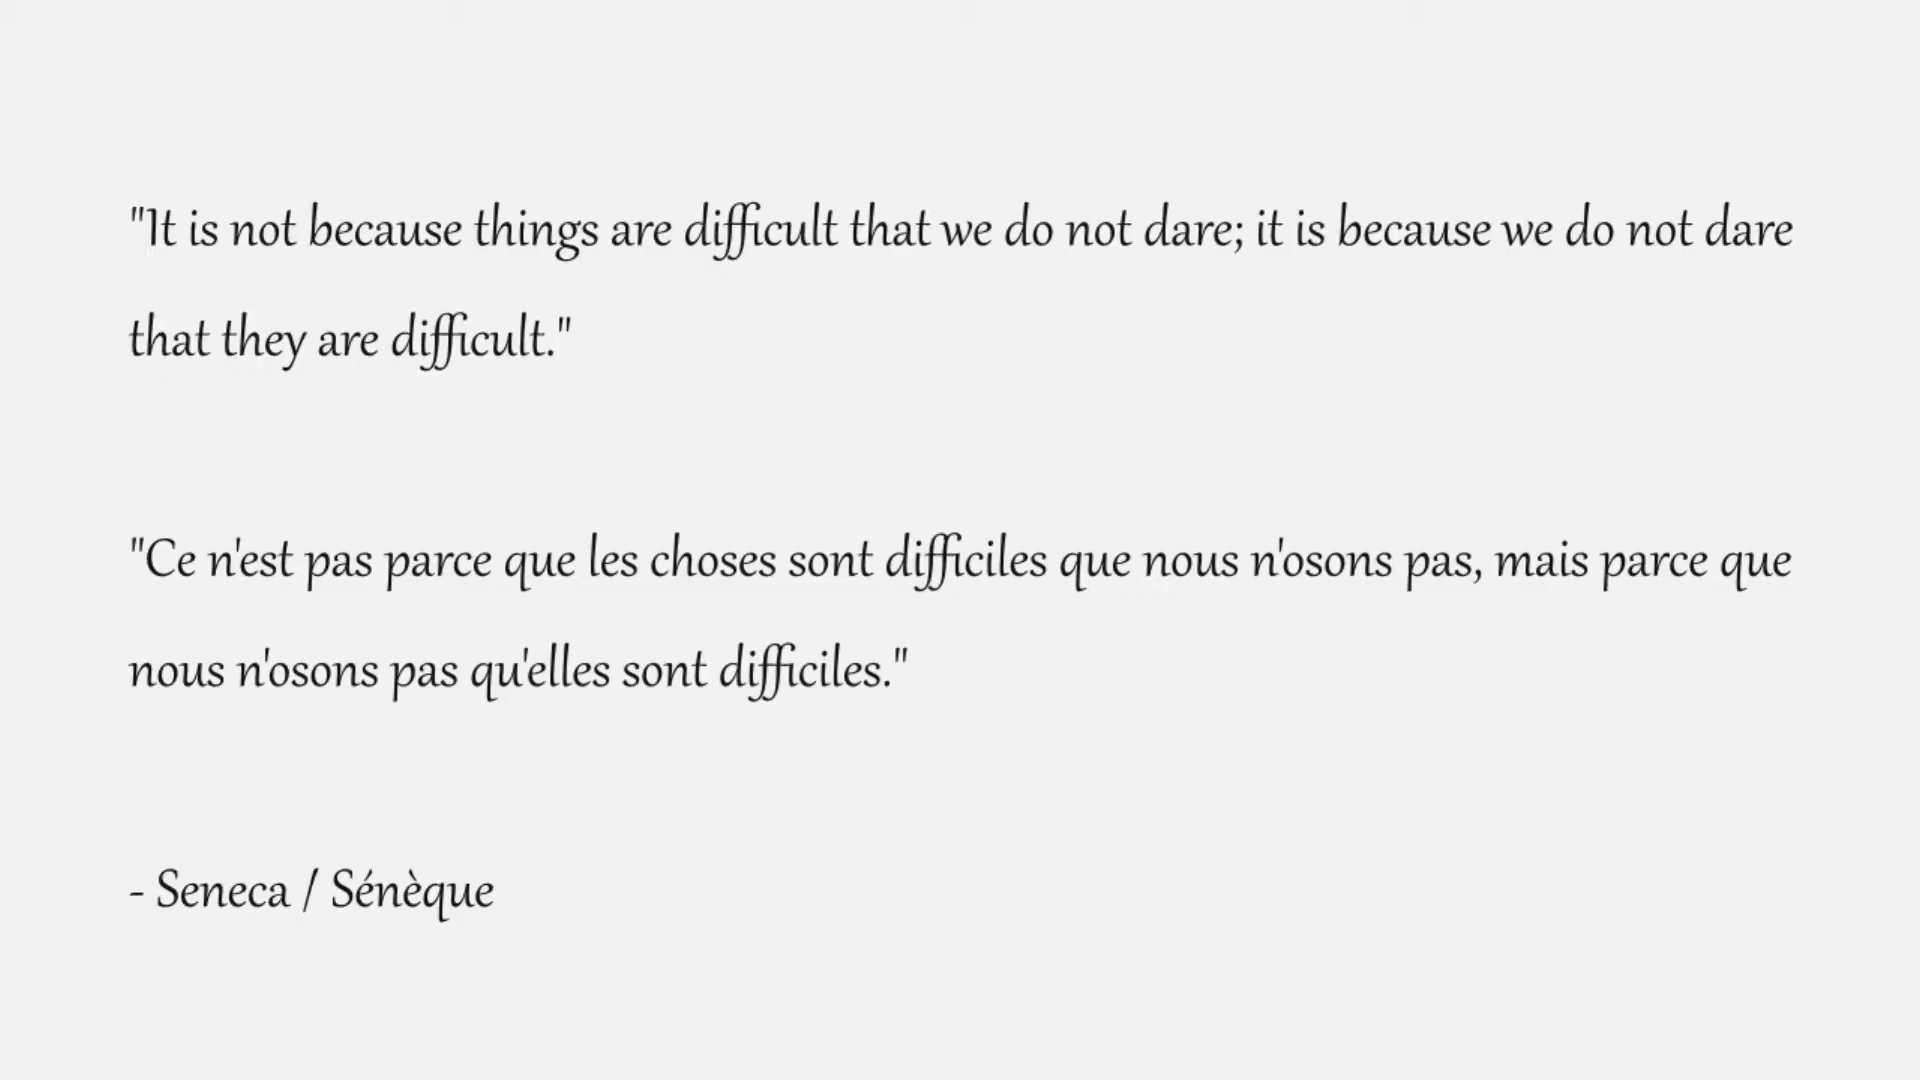 "It is not because things are difficult that we do not dare; it is because we do not dare
that they are difficult."
"Ce n'est pas parce que les choses sont difficiles que nous n'osons pas, mais parce que
nous n'osons pas qu'elles sont difficiles."
- Seneca / Sénèque